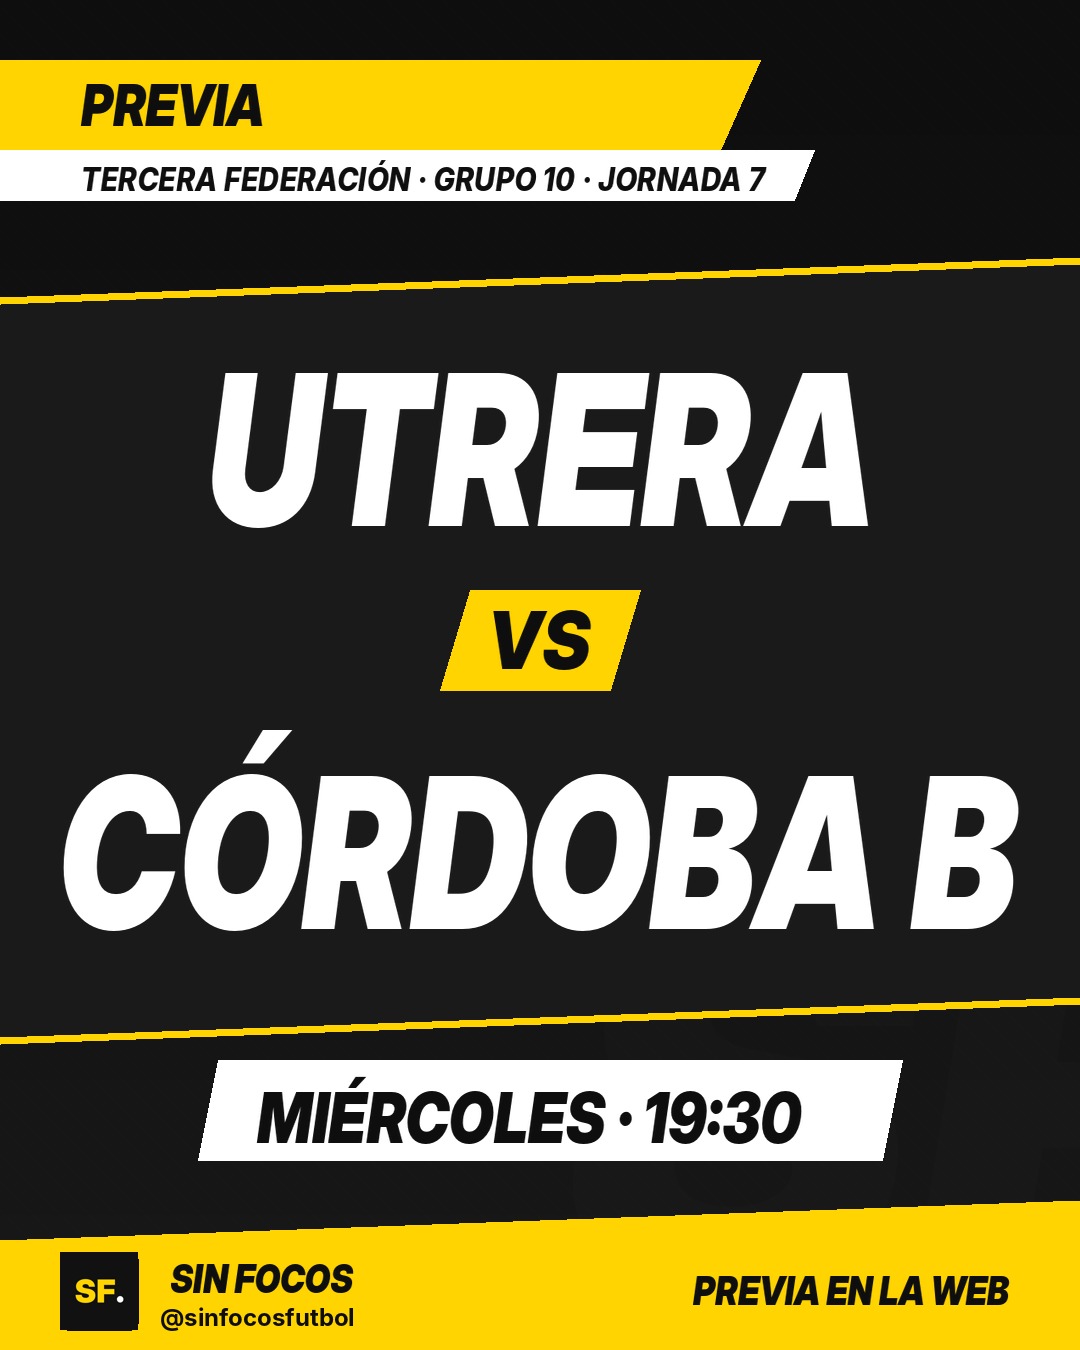 PREVIA
TERCERA FEDERACIÓN · GRUPO 10 · JORNADA 7
UTRERA
VS
CÓRDOBA B
MIÉRCOLES · 19:30
SF.
SIN FOCOS
@sinfocosfutbol
PREVIA EN LA WEB